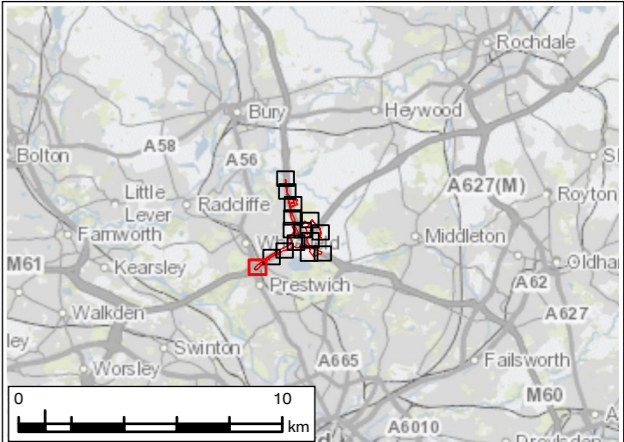 Rochdale
Bury
Heywood
A58
Bolton
A56
A627(M)
Little
Lever
Radcliffe
Royton
Farnworth
Middleton
M61
Kearsley
A62
Prestwich
Walkden
A627
ley
Swinton
A665
Failsworth
Worsley
M60
0
10
km
A6010